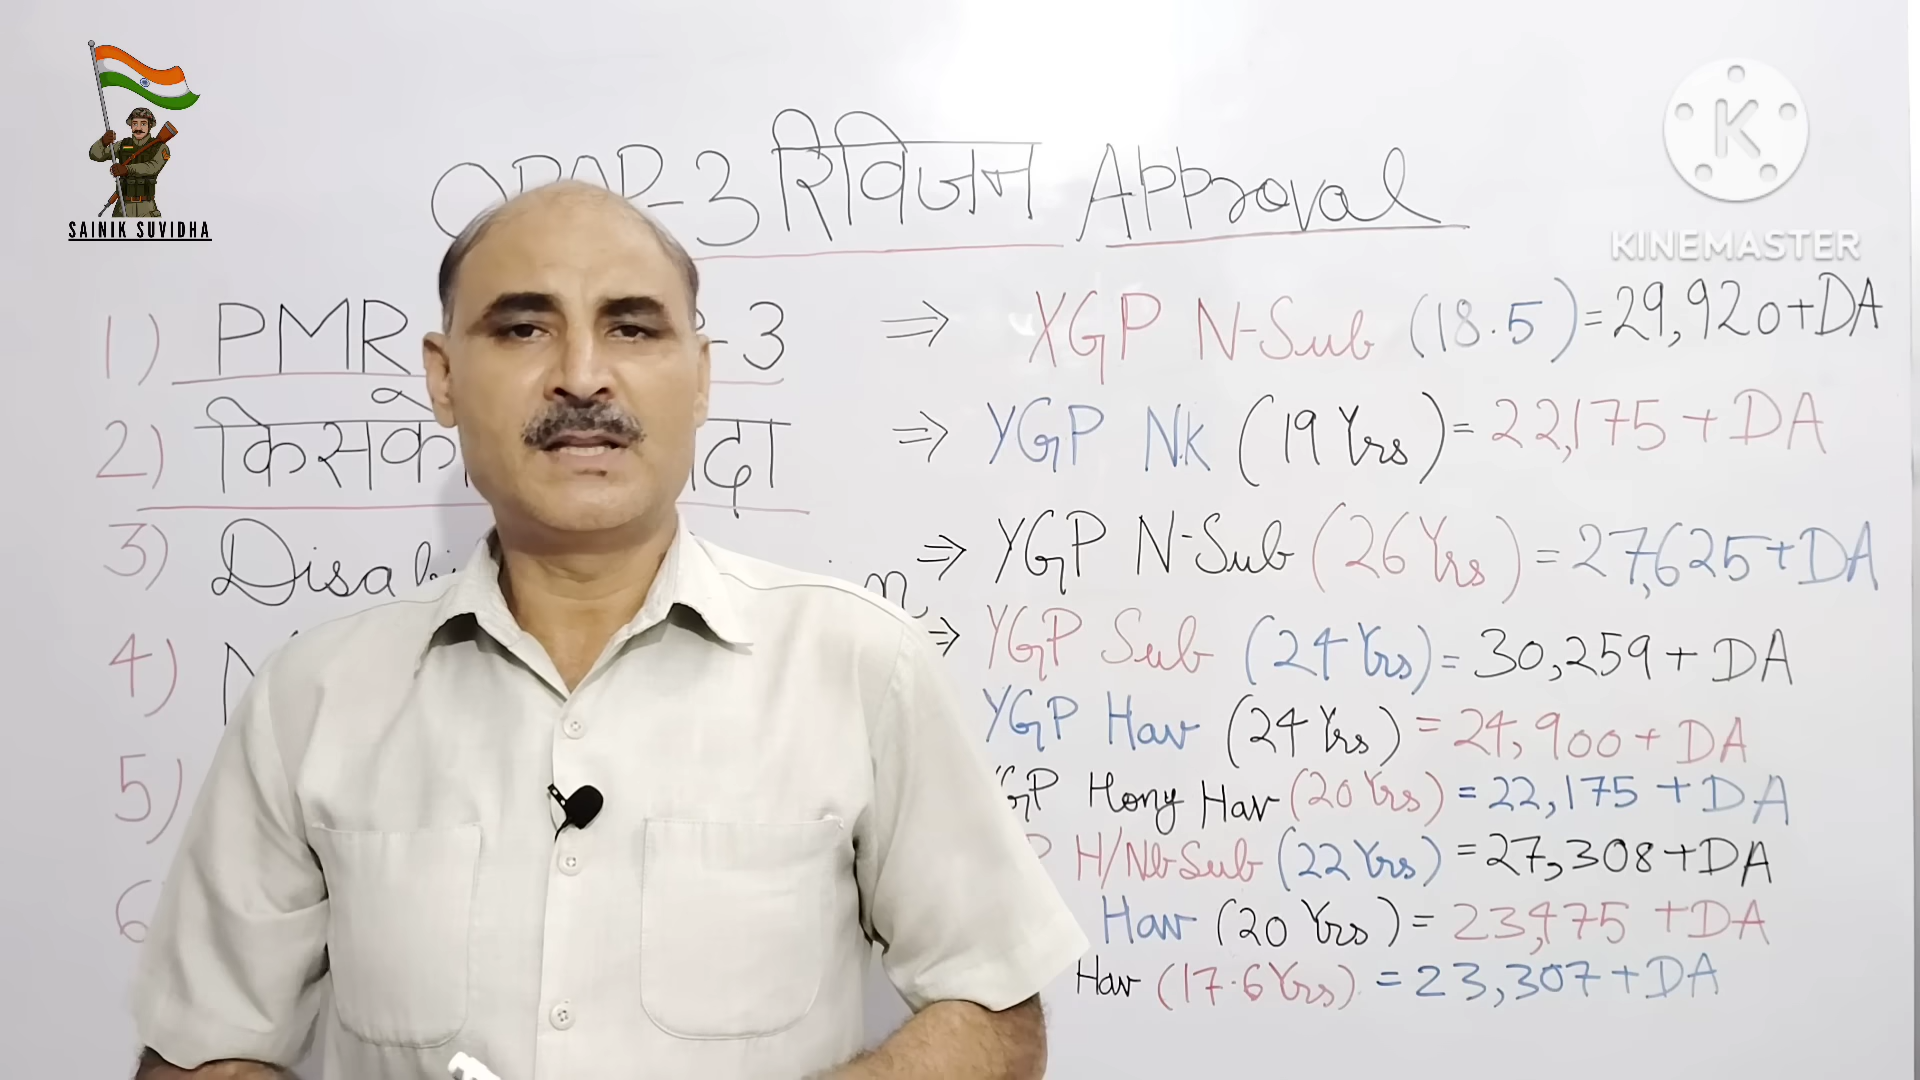 SAINIK SUVIDHA
KINEMASTER
-3 रिविजन Approval
1) PMR -3 ⇒ XGP N-Sub (18.5) = 29,920+DA
2) किसको ⇒ YGP NK (19 Yrs) = 22,175 + DA
3) ⇒ YGP N-Sub (26 Yrs) = 27,625+DA
4) ⇒ YGP Sub (24 Yrs) = 30,259 + DA
YGP Hav (24 Yrs) = 24,900+ DA
5) Hony Hav (20 Yrs) = 22,175 + DA
H/Nb Sub (22 Yrs) = 27,308+DA
6 Hav (20 Yrs) = 23,475 +DA
Hav (17.6 Yrs) = 23,307+DA